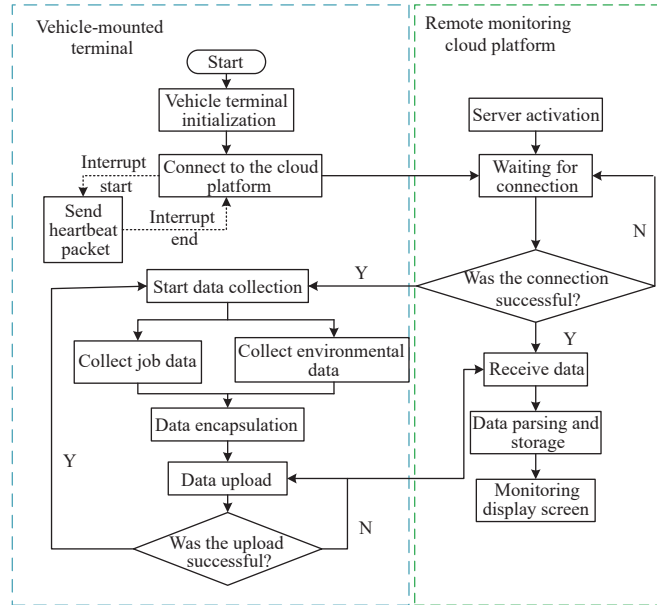 Vehicle-mounted
terminal
Start
Vehicle terminal
initialization
Interrupt
start
Connect to the cloud
platform
Send
heartbeat
packet
Interrupt
end
Start data collection
Collect job data
Collect environmental
data
Data encapsulation
Y
Data upload
N
Was the upload
successful?
Remote monitoring
cloud platform
Server activation
Waiting for
connection
N
Y
Was the connection
successful?
Y
Receive data
Data parsing and
storage
Monitoring
display screen